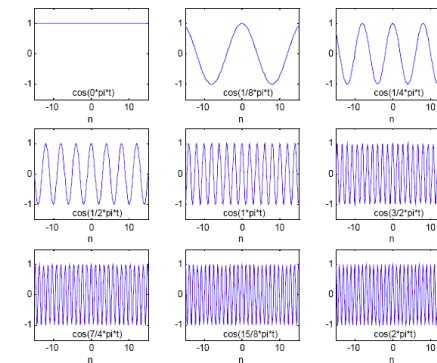 1
0
-1
cos(0*pi*t)
-10 0 10
n
1
0
-1
cos(1/8*pi*t)
-10 0 10
n
1
0
-1
cos(1/4*pi*t)
-10 0 10
n
1
0
-1
cos(1/2*pi*t)
-10 0 10
n
1
0
-1
cos(1*pi*t)
-10 0 10
n
1
0
-1
cos(3/2*pi*t)
-10 0 10
n
1
0
-1
cos(7/4*pi*t)
-10 0 10
n
1
0
-1
cos(15/8*pi*t)
-10 0 10
n
1
0
-1
cos(2*pi*t)
-10 0 10
n